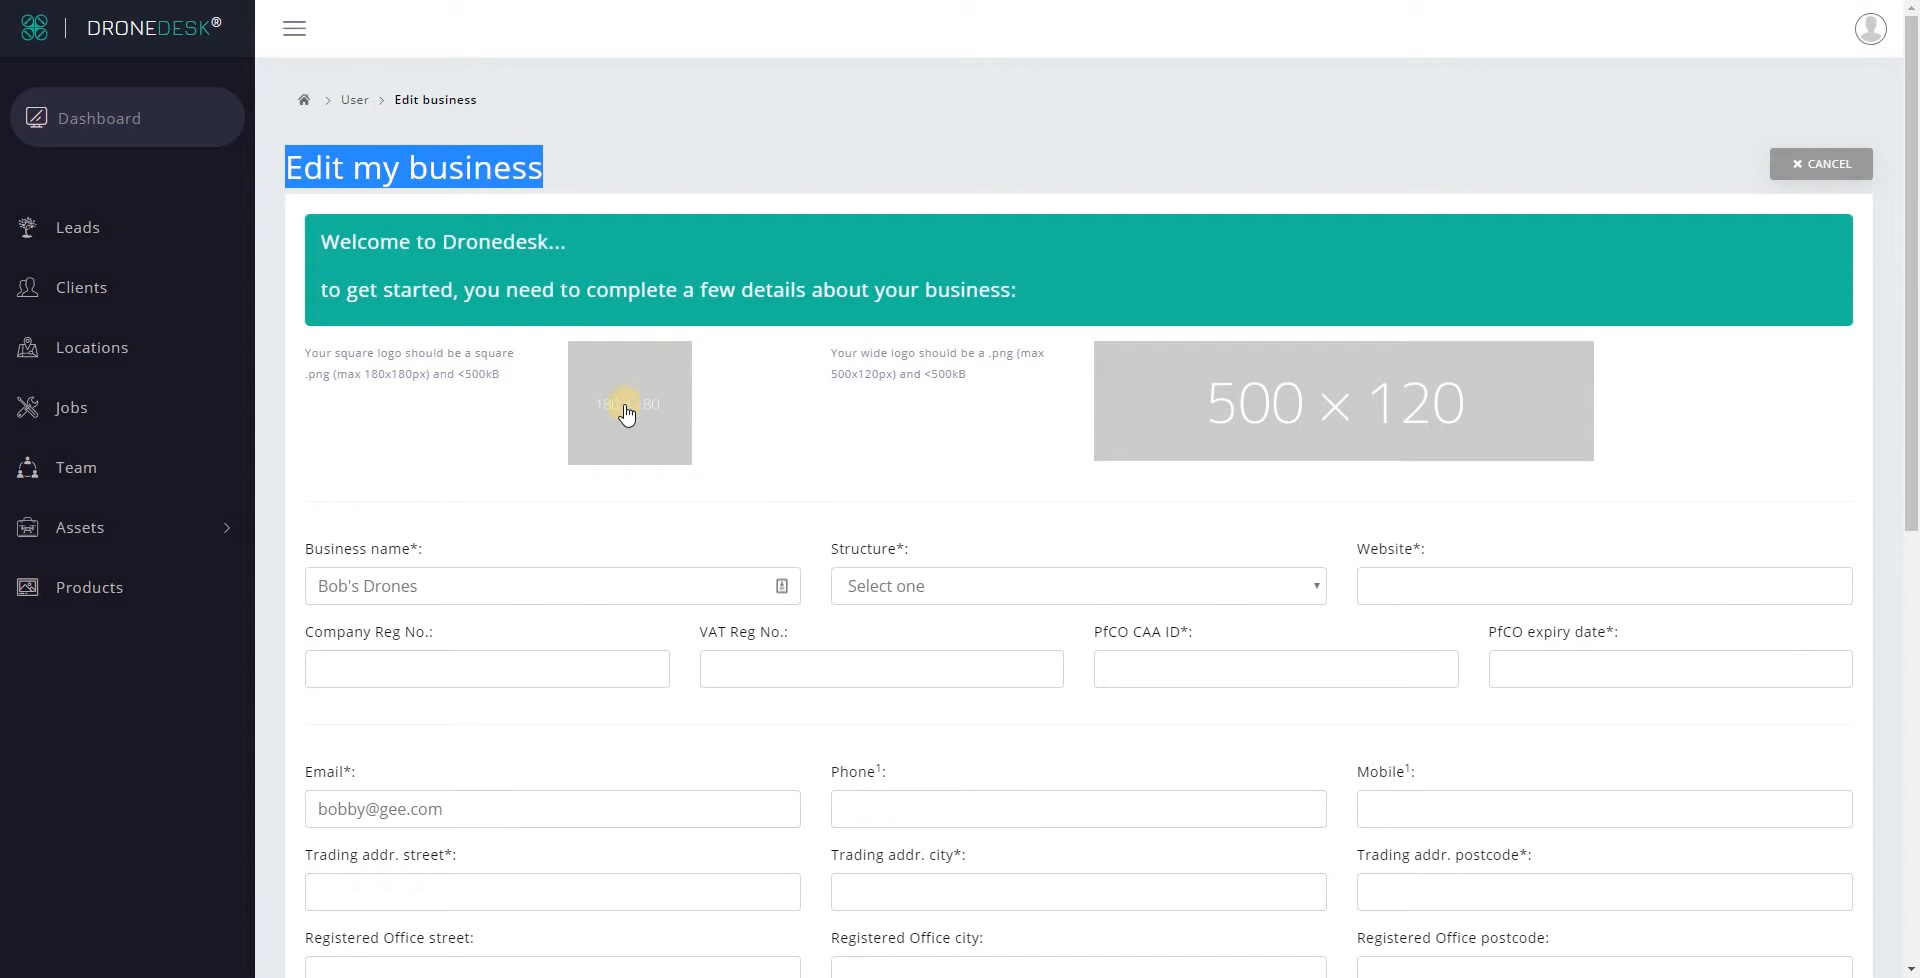 DRONEDESK®
Dashboard
Leads
Clients
Locations
Jobs
Team
Assets
Products
User
Edit business
Edit my business
CANCEL
Welcome to Dronedesk...
to get started, you need to complete a few details about your business:
Your square logo should be a square
.png (max 180x180px) and <500kB
Your wide logo should be a .png (max
500x120px) and <500kB
500 × 120
Business name*:
Structure*:
Website*:
Bob's Drones
Select one
Company Reg No.:
VAT Reg No.:
PfCO CAA ID*:
PfCO expiry date*:
Email*:
Phone1:
Mobile1:
bobby@gee.com
Trading addr. street*:
Trading addr. city*:
Trading addr. postcode*:
Registered Office street:
Registered Office city:
Registered Office postcode: